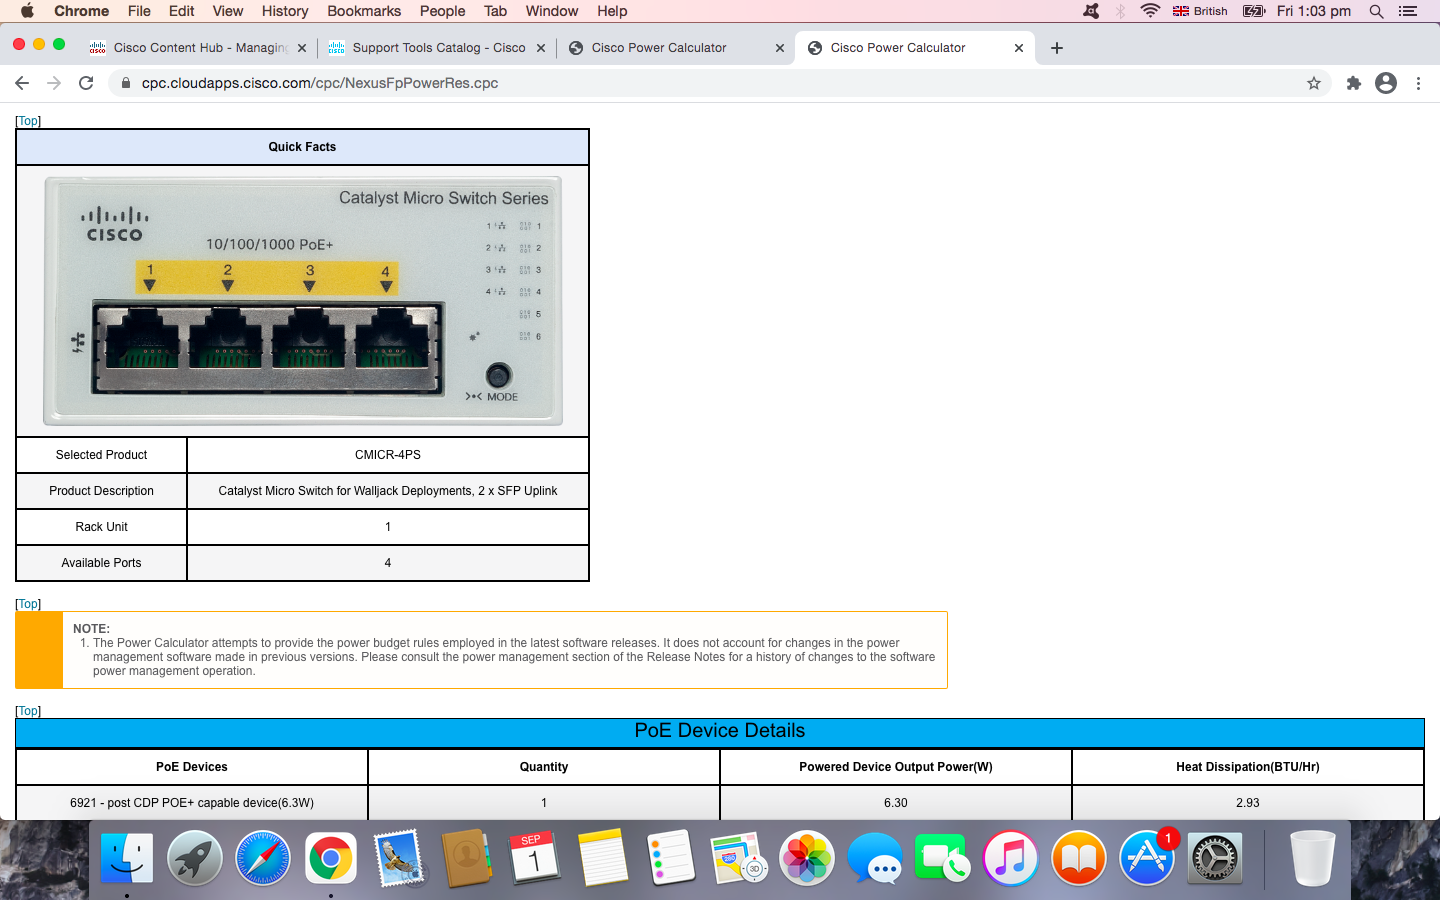 Chrome File Edit View History Bookmarks People Tab Window Help British Fri 1:03 pm
Cisco Content Hub - Managing Support Tools Catalog - Cisco Cisco Power Calculator Cisco Power Calculator
cpc.cloudapps.cisco.com/cpc/NexusFpPowerRes.cpc
[Top]
Quick Facts
Catalyst Micro Switch Series
CISCO
10/100/1000 PoE+
1 2 3 4
1 1
2 2
3 3
4 4
5
6
MODE
Selected Product CMICR-4PS
Product Description Catalyst Micro Switch for Walljack Deployments, 2 x SFP Uplink
Rack Unit 1
Available Ports 4
[Top]
NOTE:
1. The Power Calculator attempts to provide the power budget rules employed in the latest software releases. It does not account for changes in the power
management software made in previous versions. Please consult the power management section of the Release Notes for a history of changes to the software
power management operation.
[Top]
PoE Device Details
PoE Devices Quantity Powered Device Output Power(W) Heat Dissipation(BTU/Hr)
6921 - post CDP POE+ capable device(6.3W) 1 6.30 2.93
SEP
1
280
3D
1